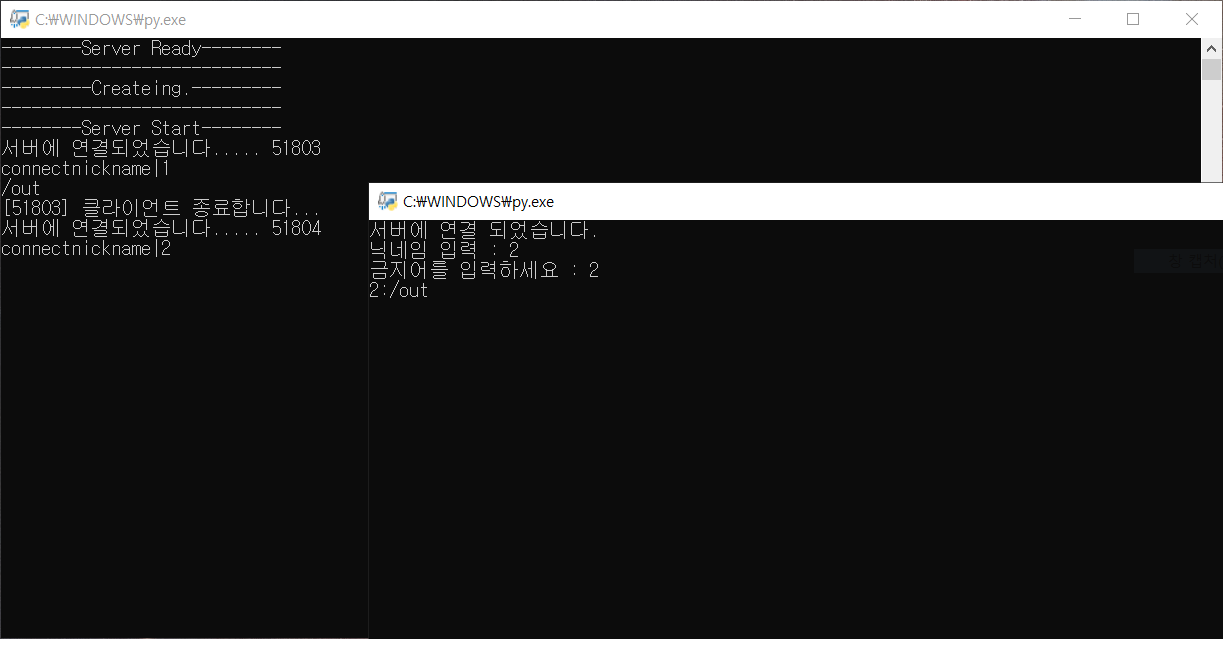 C:₩WINDOWS₩py.exe
--------Server Ready--------
----------------------------
---------Createing.---------
----------------------------
--------Server Start--------
서버에 연결되었습니다..... 51803
connectnickname|1
/out
[51803] 클라이언트 종료합니다...
서버에 연결되었습니다..... 51804
connectnickname|2
C:₩WINDOWS₩py.exe
서버에 연결 되었습니다.
닉네임 입력 : 2
금지어를 입력하세요 : 2
2:/out